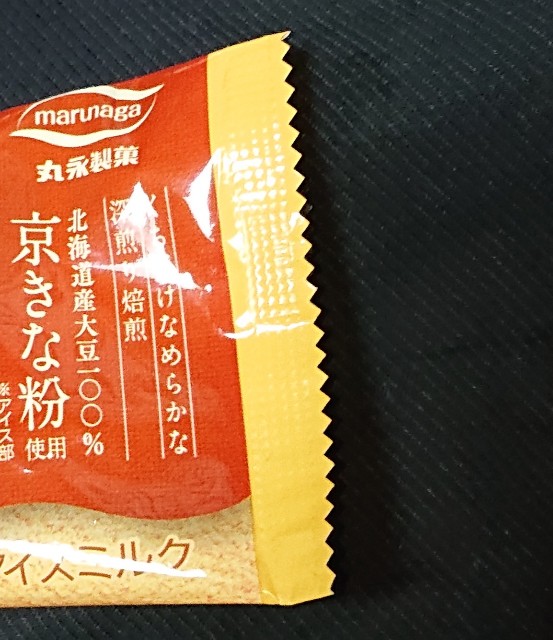 marunaga
丸永製菓
けなめらかな
深煎り焙煎
北海道産大豆一〇〇%
京きな粉使用
※アイス部
アイスミルク